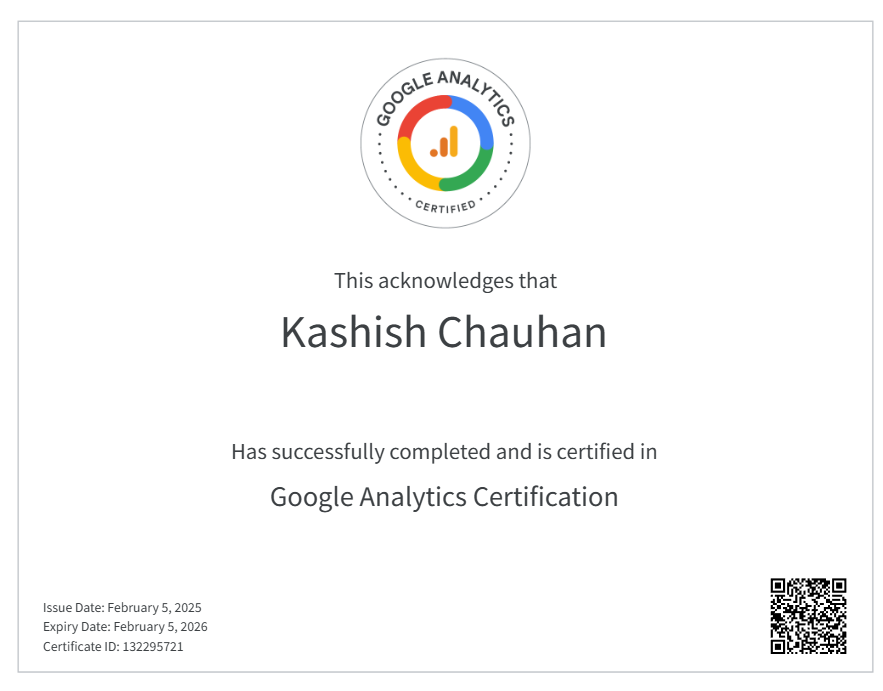 GOOGLE ANALYTICS
CERTIFIED
This acknowledges that
Kashish Chauhan
Has successfully completed and is certified in
Google Analytics Certification
Issue Date: February 5, 2025
Expiry Date: February 5, 2026
Certificate ID: 132295721